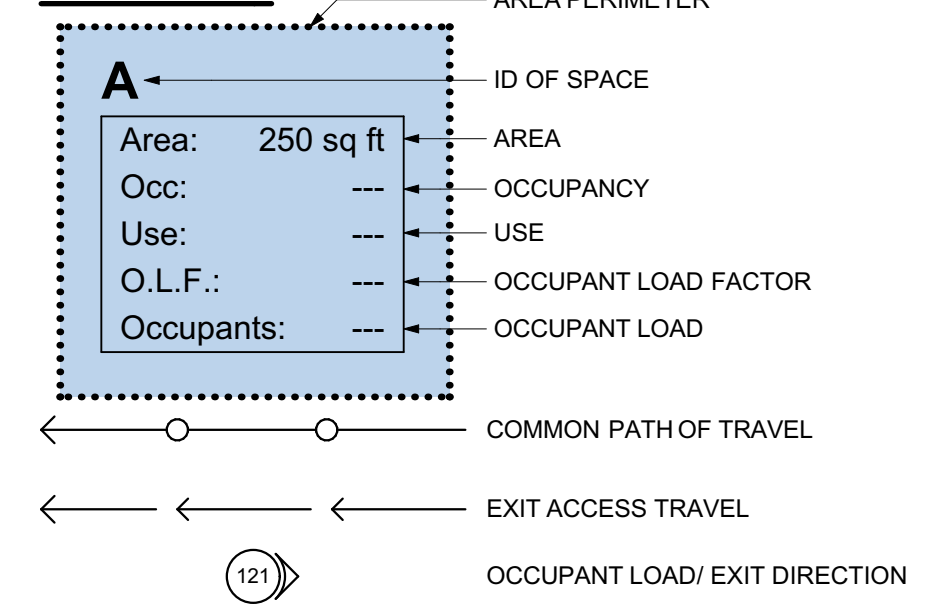 AREA PERIMETER
A
ID OF SPACE
Area: 250 sq ft
AREA
Occ: ---
OCCUPANCY
Use: ---
USE
O.L.F.: ---
OCCUPANT LOAD FACTOR
Occupants: ---
OCCUPANT LOAD
COMMON PATH OF TRAVEL
EXIT ACCESS TRAVEL
121
OCCUPANT LOAD/ EXIT DIRECTION